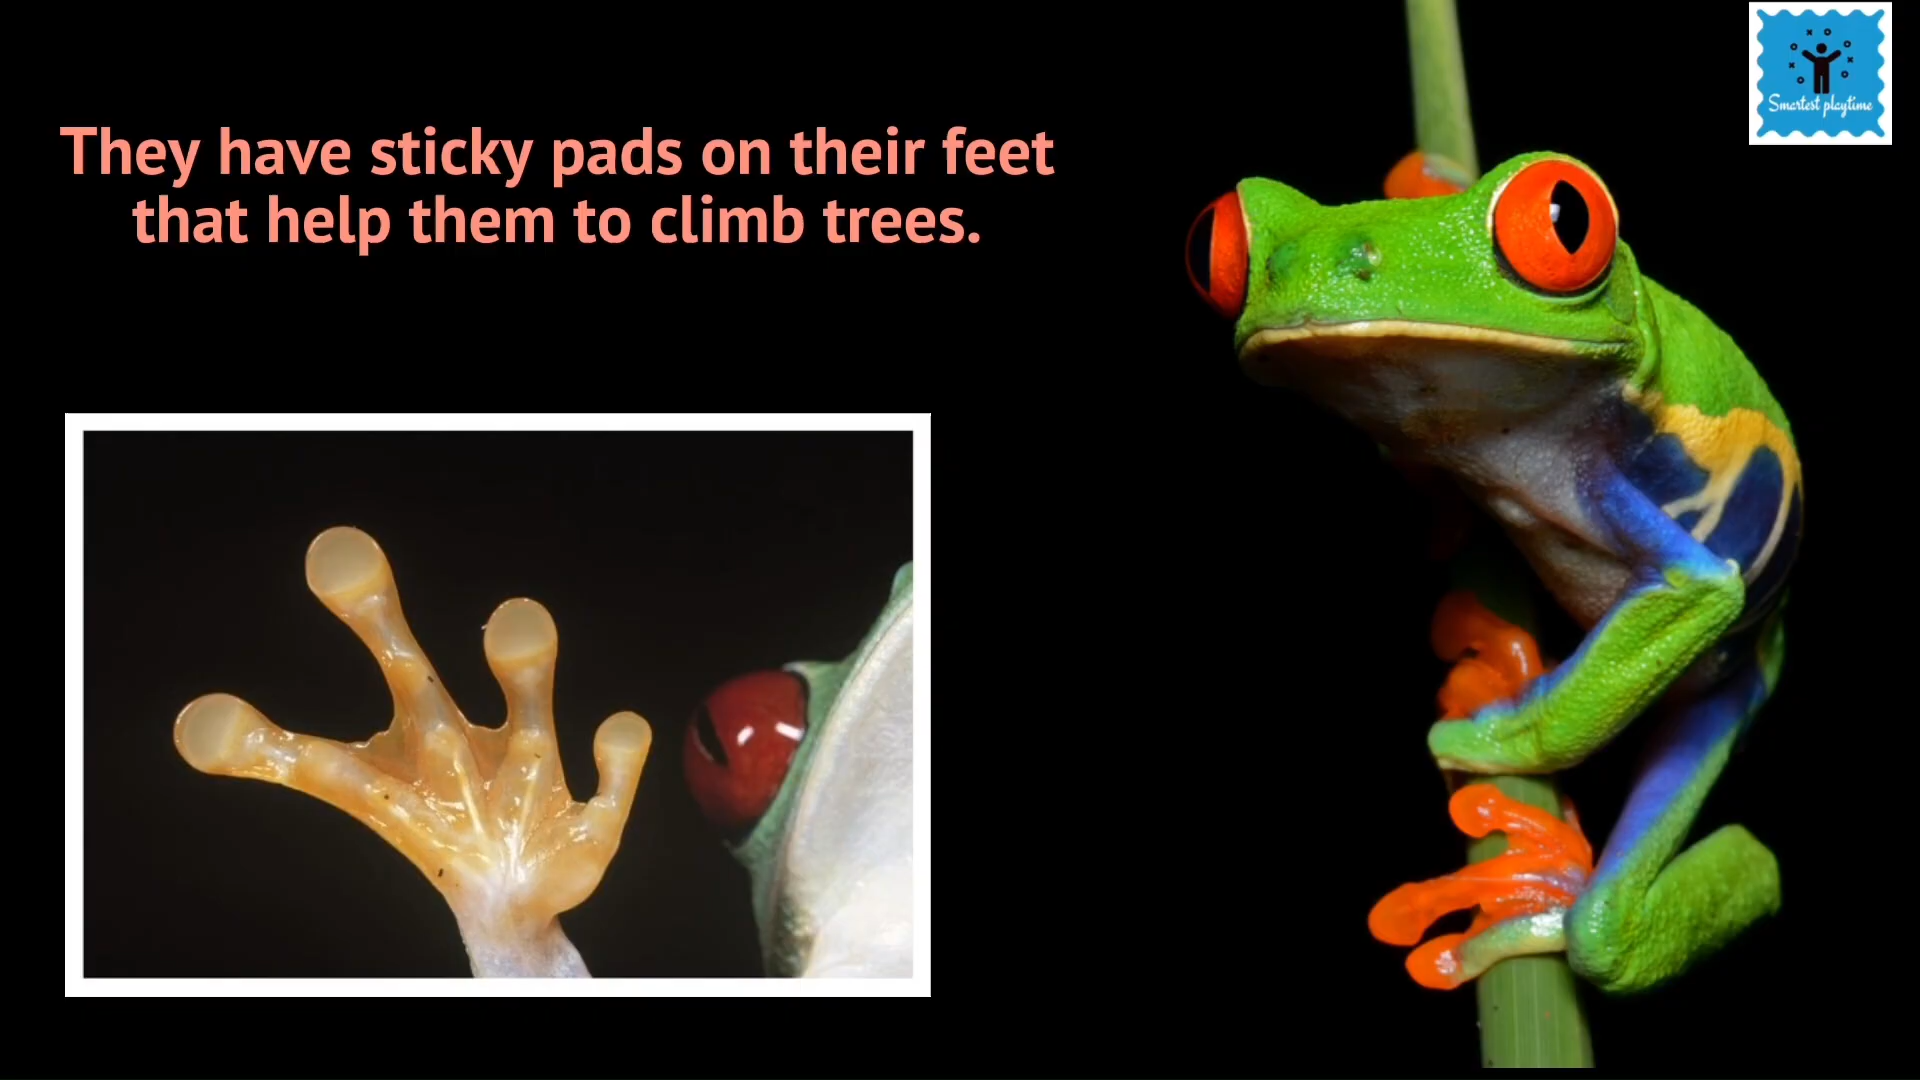 They have sticky pads on their feet
that help them to climb trees.
Smartest playtime